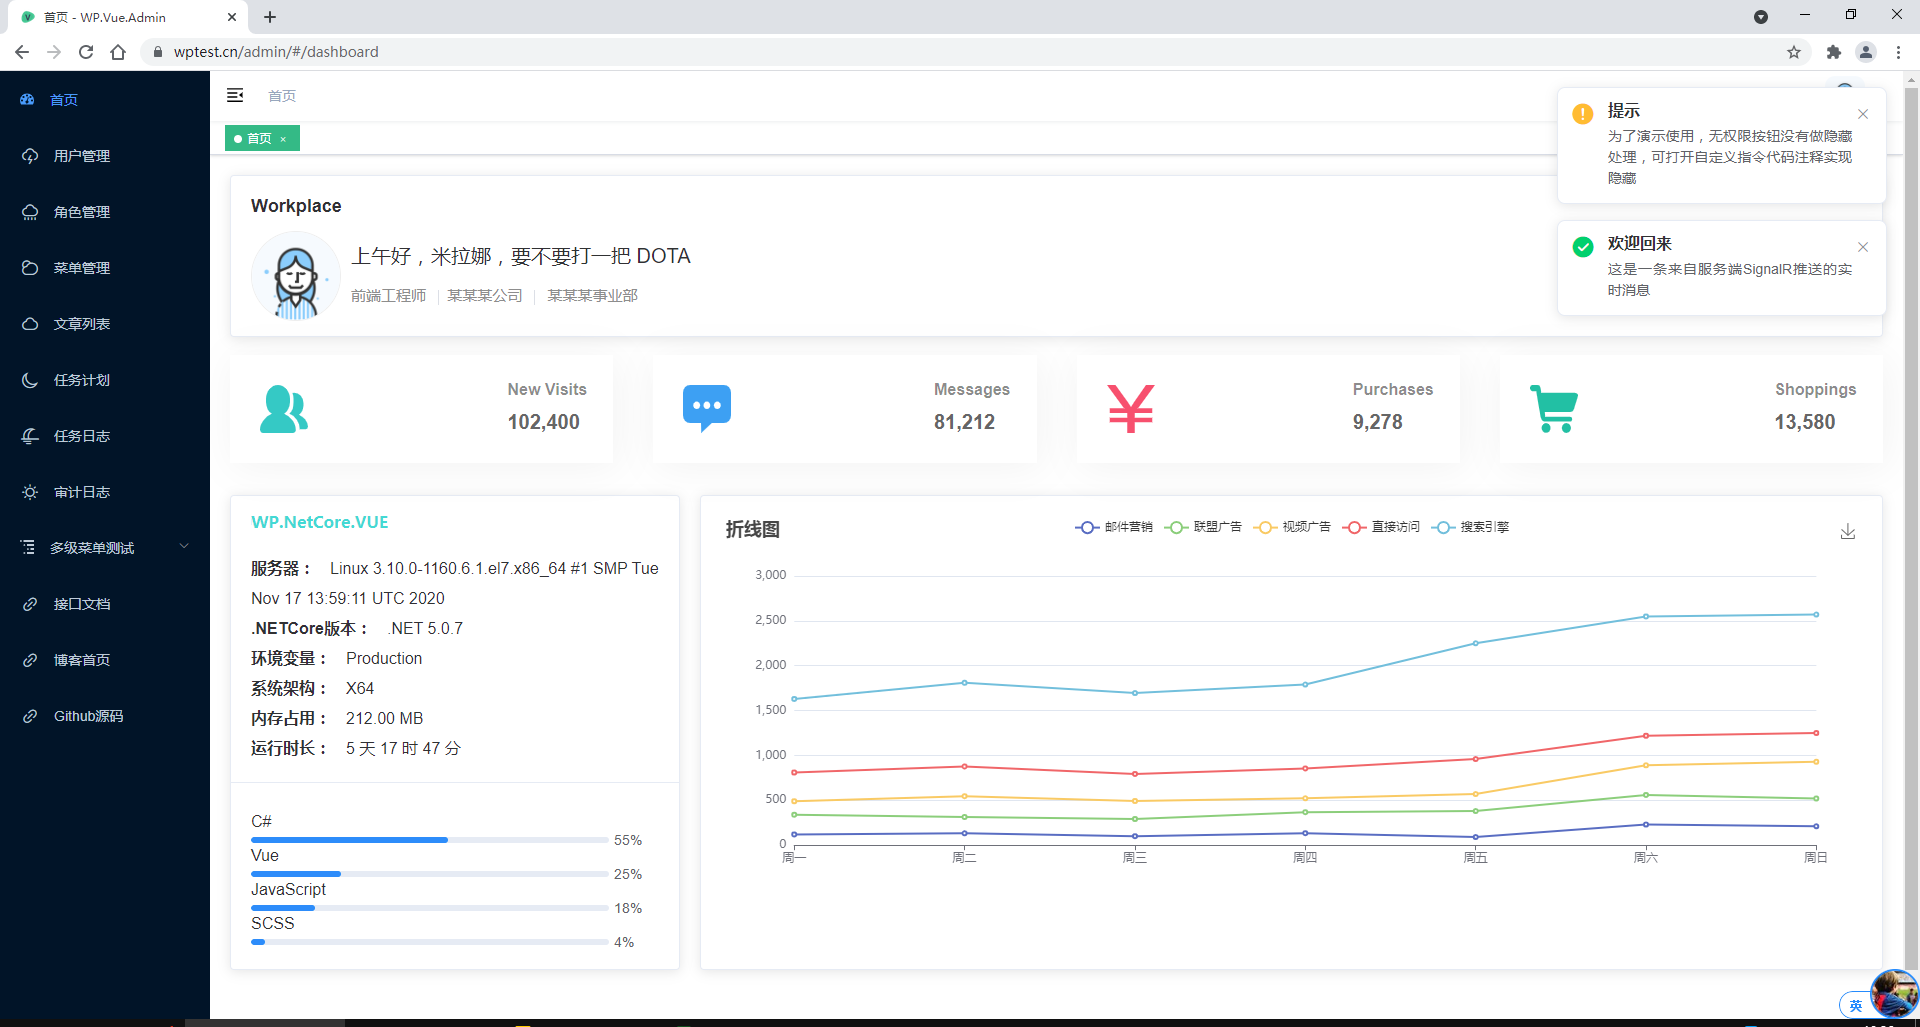 首页 - WP.Vue.Admin
wptest.cn/admin/#/dashboard
首页
用户管理
角色管理
菜单管理
文章列表
任务计划
任务日志
审计日志
多级菜单测试
接口文档
博客首页
Github源码
首页
首页
提示
为了演示使用，无权限按钮没有做隐藏
处理，可打开自定义指令代码注释实现
隐藏
欢迎回来
这是一条来自服务端SignalR推送的实
时消息
Workplace
上午好，米拉娜，要不要打一把 DOTA
前端工程师 某某某公司 某某某事业部
New Visits
102,400
Messages
81,212
Purchases
9,278
Shoppings
13,580
WP.NetCore.VUE
服务器： Linux 3.10.0-1160.6.1.el7.x86_64 #1 SMP Tue
Nov 17 13:59:11 UTC 2020
.NETCore版本： .NET 5.0.7
环境变量： Production
系统架构： X64
内存占用： 212.00 MB
运行时长： 5 天 17 时 47 分
C#
55%
Vue
25%
JavaScript
18%
SCSS
4%
折线图
邮件营销 联盟广告 视频广告 直接访问 搜索引擎
3,000
2,500
2,000
1,500
1,000
500
0
周一 周二 周三 周四 周五 周六 周日
英